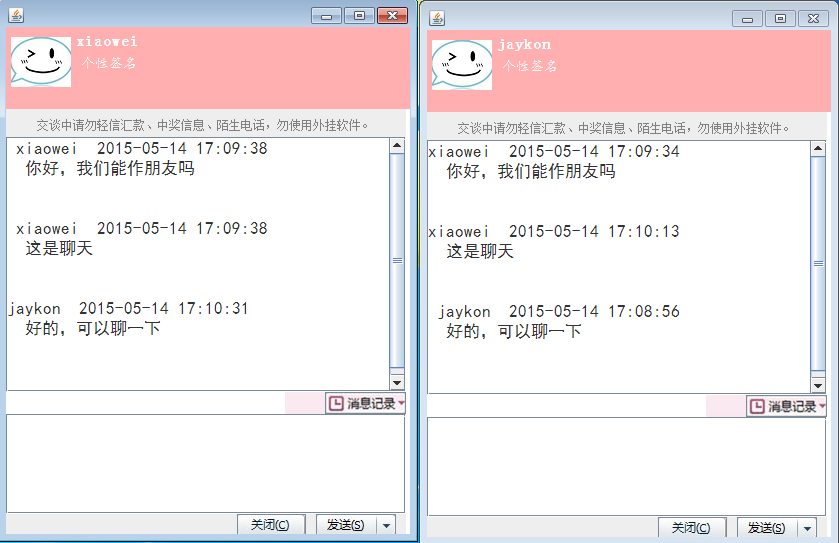 xiaowei
个性签名
交谈中请勿轻信汇款、中奖信息、陌生电话，勿使用外挂软件。
xiaowei 2015-05-14 17:09:38
你好，我们能作朋友吗
xiaowei 2015-05-14 17:09:38
这是聊天
jaykon 2015-05-14 17:10:31
好的，可以聊一下
消息记录
关闭(C)
发送(S)
jaykon
个性签名
交谈中请勿轻信汇款、中奖信息、陌生电话，勿使用外挂软件。
xiaowei 2015-05-14 17:09:34
你好，我们能作朋友吗
xiaowei 2015-05-14 17:10:13
这是聊天
jaykon 2015-05-14 17:08:56
好的，可以聊一下
消息记录
关闭(C)
发送(S)